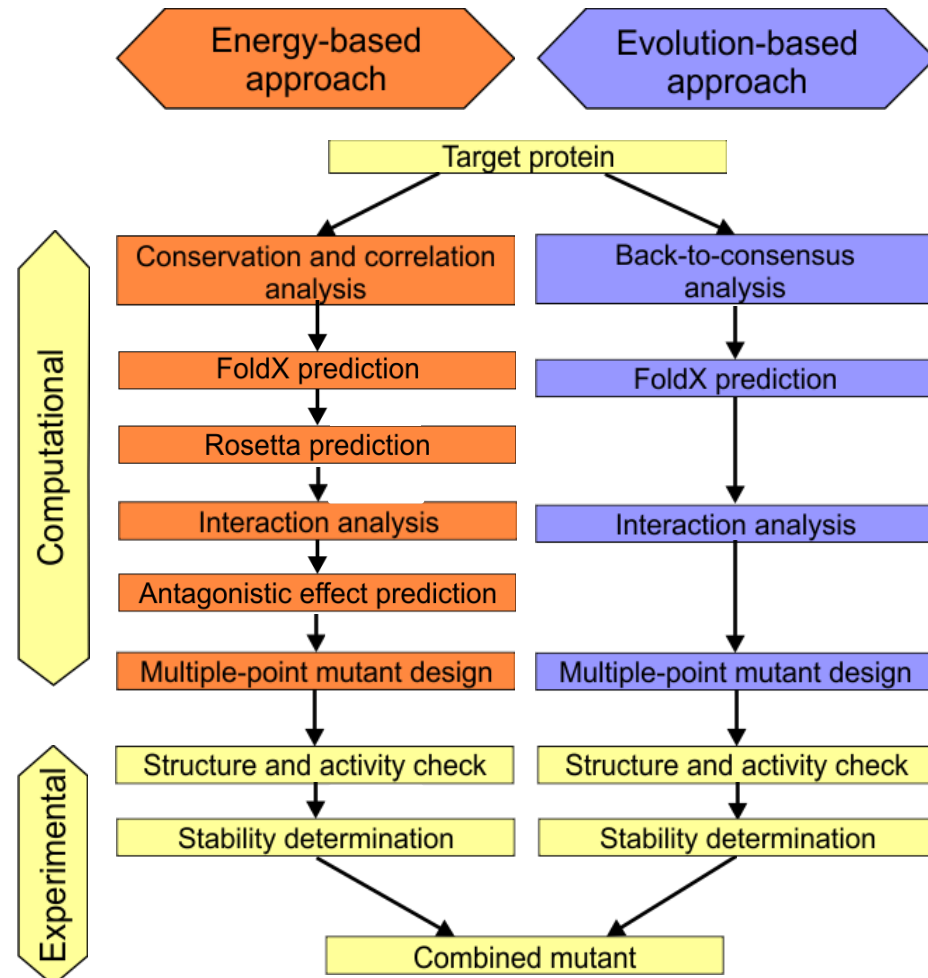 Energy-based
approach
Evolution-based
approach
Target protein
Computational
Conservation and correlation
analysis
Back-to-consensus
analysis
FoldX prediction
FoldX prediction
Rosetta prediction
Interaction analysis
Interaction analysis
Antagonistic effect prediction
Multiple-point mutant design
Multiple-point mutant design
Experimental
Structure and activity check
Structure and activity check
Stability determination
Stability determination
Combined mutant